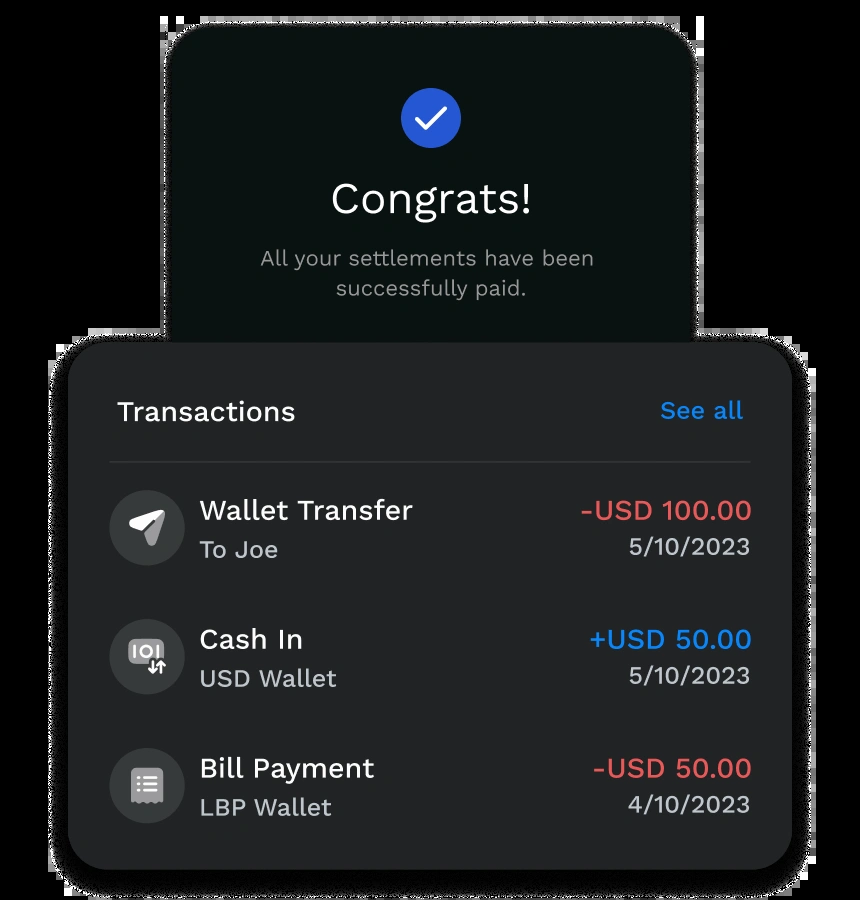 Congrats!
All your settlements have been
successfully paid.
Transactions
See all
Wallet Transfer
-USD 100.00
To Joe
5/10/2023
Cash In
+USD 50.00
USD Wallet
5/10/2023
Bill Payment
-USD 50.00
LBP Wallet
4/10/2023